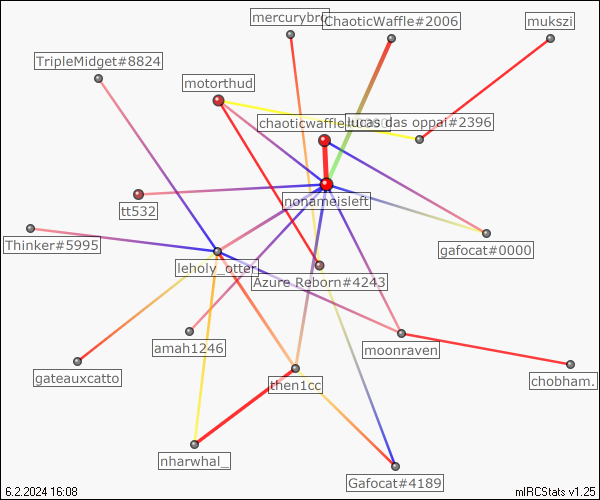 mercurybro
ChaoticWaffle#2006
mukszi
TripleMidget#8824
motorthud
lucas das oppai#2396
nonameisleft
tt532
Thinker#5995
gafocat#0000
leholy_otter
Azure Reborn#4243
amah1246
moonraven
gateauxcatto
then1cc
chobham.
nharwhal_
Gafocat#4189
6.2.2024 16:08
mIRCStats v1.25